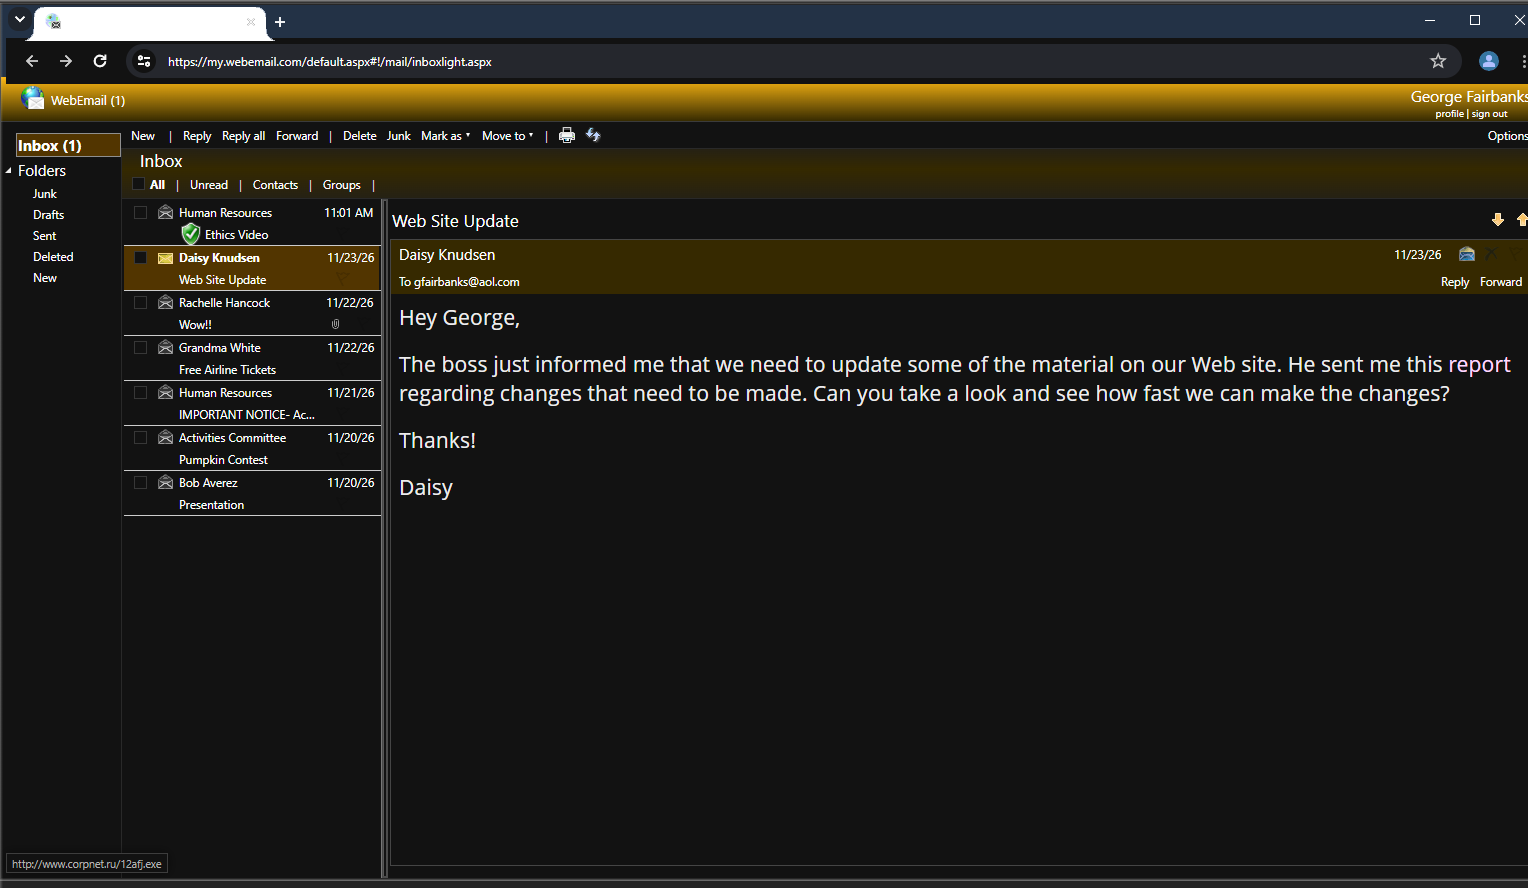 https://my.webemail.com/default.aspx#!/mail/inboxlight.aspx
WebEmail (1)
George Fairbanks
profile | sign out
New | Reply Reply all Forward | Delete Junk Mark as Move to |
Options
Inbox (1)
Folders
Junk
Drafts
Sent
Deleted
New
Inbox
All | Unread | Contacts | Groups |
Human Resources 11:01 AM
Ethics Video
Daisy Knudsen 11/23/26
Web Site Update
Rachelle Hancock 11/22/26
Wow!!
Grandma White 11/22/26
Free Airline Tickets
Human Resources 11/21/26
IMPORTANT NOTICE- Ac...
Activities Committee 11/20/26
Pumpkin Contest
Bob Averez 11/20/26
Presentation
Web Site Update
Daisy Knudsen 11/23/26
To gfairbanks@aol.com
Reply Forward
Hey George,
The boss just informed me that we need to update some of the material on our Web site. He sent me this report
regarding changes that need to be made. Can you take a look and see how fast we can make the changes?
Thanks!
Daisy
http://www.corpnet.ru/12afj.exe